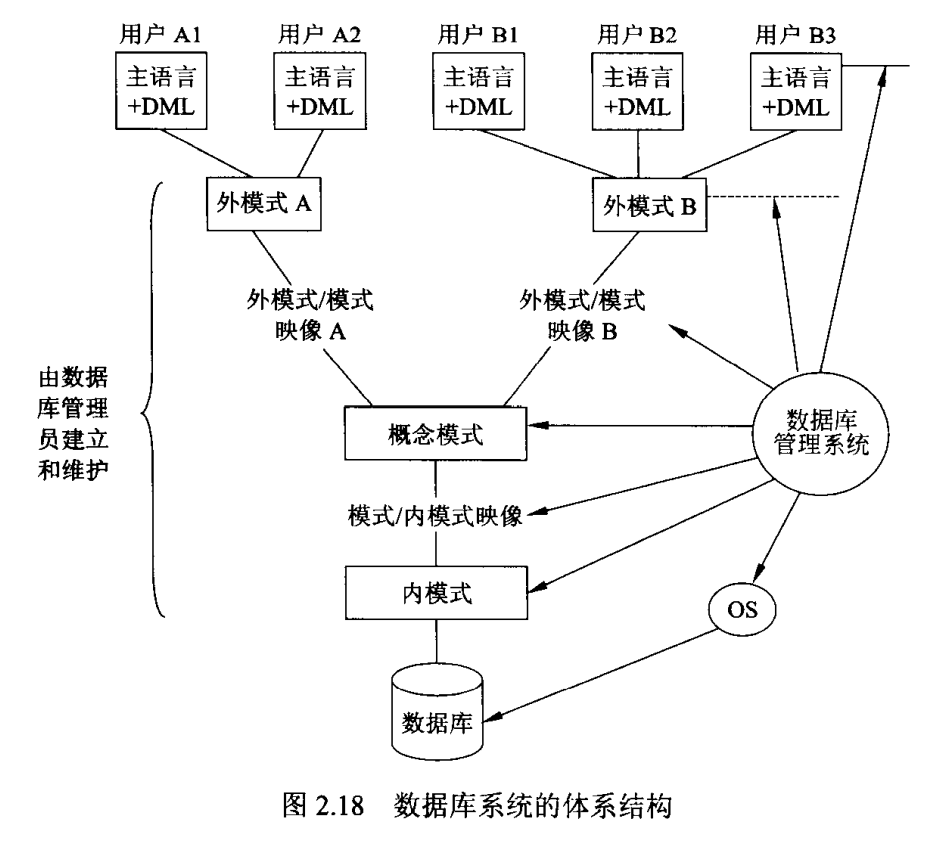 用户 A1
用户 A2
用户 B1
用户 B2
用户 B3
主语言
+DML
主语言
+DML
主语言
+DML
主语言
+DML
主语言
+DML
外模式 A
外模式 B
外模式/模式
映像 A
外模式/模式
映像 B
由数据
库管理
员建立
和维护
概念模式
数据库
管理系统
模式/内模式映像
内模式
OS
数据库
图 2.18 数据库系统的体系结构